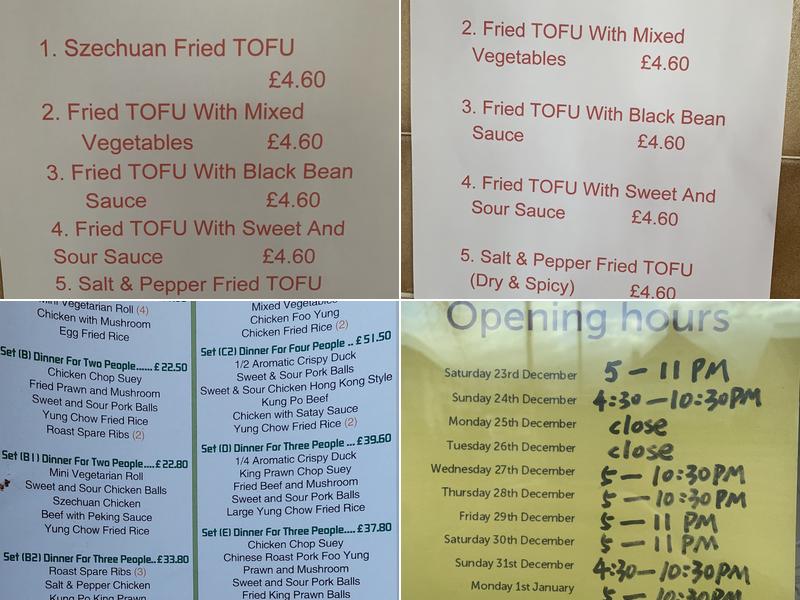 1. Szechuan Fried TOFU
£4.60
2. Fried TOFU With Mixed
Vegetables £4.60
3. Fried TOFU With Black Bean
Sauce £4.60
4. Fried TOFU With Sweet And
Sour Sauce £4.60
5. Salt & Pepper Fried TOFU
2. Fried TOFU With Mixed
Vegetables £4.60
3. Fried TOFU With Black Bean
Sauce £4.60
4. Fried TOFU With Sweet And
Sour Sauce £4.60
5. Salt & Pepper Fried TOFU
(Dry & Spicy) £4.60
Mini Vegetarian Roll (4)
Chicken with Mushroom
Egg Fried Rice
Set (B) Dinner For Two People...... £22.50
Chicken Chop Suey
Fried Prawn and Mushroom
Sweet and Sour Pork Balls
Yung Chow Fried Rice
Roast Spare Ribs (2)
Set (B1) Dinner For Two People....£22.80
Mini Vegetarian Roll
Sweet and Sour Chicken Balls
Szechuan Chicken
Beef with Peking Sauce
Yung Chow Fried Rice
Set (B2) Dinner For Three People..£33.80
Roast Spare Ribs (3)
Salt & Pepper Chicken
Kung Po King Prawn
Mixed Vegetables
Chicken Foo Yung
Chicken Fried Rice (2)
Set (C2) Dinner For Four People .. £51.50
1/2 Aromatic Crispy Duck
Sweet & Sour Pork Balls
Sweet & Sour Chicken Hong Kong Style
Kung Po Beef
Chicken with Satay Sauce
Yung Chow Fried Rice (2)
Set (D) Dinner For Three People.... £39.60
1/4 Aromatic Crispy Duck
King Prawn Chop Suey
Fried Beef and Mushroom
Sweet and Sour Pork Balls
Large Yung Chow Fried Rice
Set (E) Dinner For Three People.... £37.80
Chicken Chop Suey
Chinese Roast Pork Foo Yung
Prawn and Mushroom
Sweet and Sour Pork Balls
Fried King Prawn Balls
Opening hours
Saturday 23rd December 5 - 11 PM
Sunday 24th December 4:30 - 10:30PM
Monday 25th December close
Tuesday 26th December close
Wednesday 27th December 5 - 10:30PM
Thursday 28th December 5 - 10:30PM
Friday 29th December 5 - 11 PM
Saturday 30th December 5 - 11 PM
Sunday 31st December 4:30 - 10:30PM
Monday 1st January 5 - 10:30PM